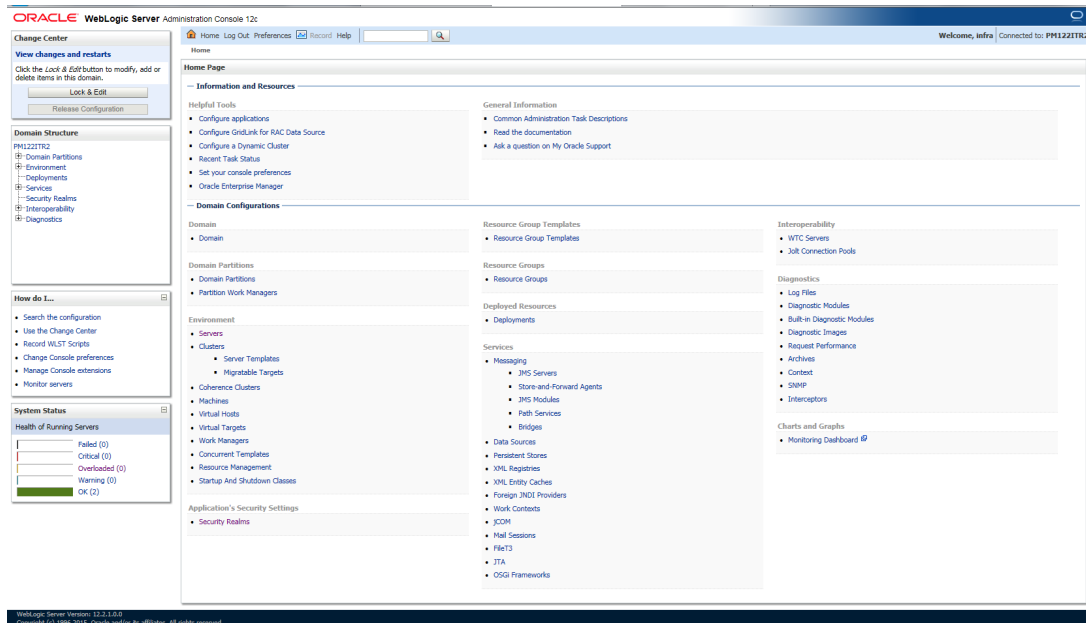 ORACLE WebLogic Server Administration Console 12c
Change Center
View changes and restarts
Click the Lock & Edit button to modify, add or
delete items in this domain.
Lock & Edit
Release Configuration
Domain Structure
PM122ITR2
Domain Partitions
Environment
Deployments
Services
Security Realms
Interoperability
Diagnostics
How do I...
Search the configuration
Use the Change Center
Record WLST Scripts
Change Console preferences
Manage Console extensions
Monitor servers
System Status
Health of Running Servers
Failed (0)
Critical (0)
Overloaded (0)
Warning (0)
OK (2)
Home Log Out Preferences Record Help
Welcome, infra Connected to: PM122ITR2
Home
Home Page
Information and Resources
Helpful Tools
Configure applications
Configure GridLink for RAC Data Source
Configure a Dynamic Cluster
Recent Task Status
Set your console preferences
Oracle Enterprise Manager
General Information
Common Administration Task Descriptions
Read the documentation
Ask a question on My Oracle Support
Domain Configurations
Domain
Domain
Domain Partitions
Domain Partitions
Partition Work Managers
Environment
Servers
Clusters
Server Templates
Migratable Targets
Coherence Clusters
Machines
Virtual Hosts
Virtual Targets
Work Managers
Concurrent Templates
Resource Management
Startup And Shutdown Classes
Application's Security Settings
Security Realms
Resource Group Templates
Resource Group Templates
Resource Groups
Resource Groups
Deployed Resources
Deployments
Services
Messaging
JMS Servers
Store-and-Forward Agents
JMS Modules
Path Services
Bridges
Data Sources
Persistent Stores
XML Registries
XML Entity Caches
Foreign JNDI Providers
Work Contexts
jCOM
Mail Sessions
FileT3
JTA
OSGi Frameworks
Interoperability
WTC Servers
Jolt Connection Pools
Diagnostics
Log Files
Diagnostic Modules
Built-in Diagnostic Modules
Diagnostic Images
Request Performance
Archives
Context
SNMP
Interceptors
Charts and Graphs
Monitoring Dashboard
WebLogic Server Version: 12.2.1.0.0
Copyright (c) 1996,2015, Oracle and/or its affiliates. All rights reserved.